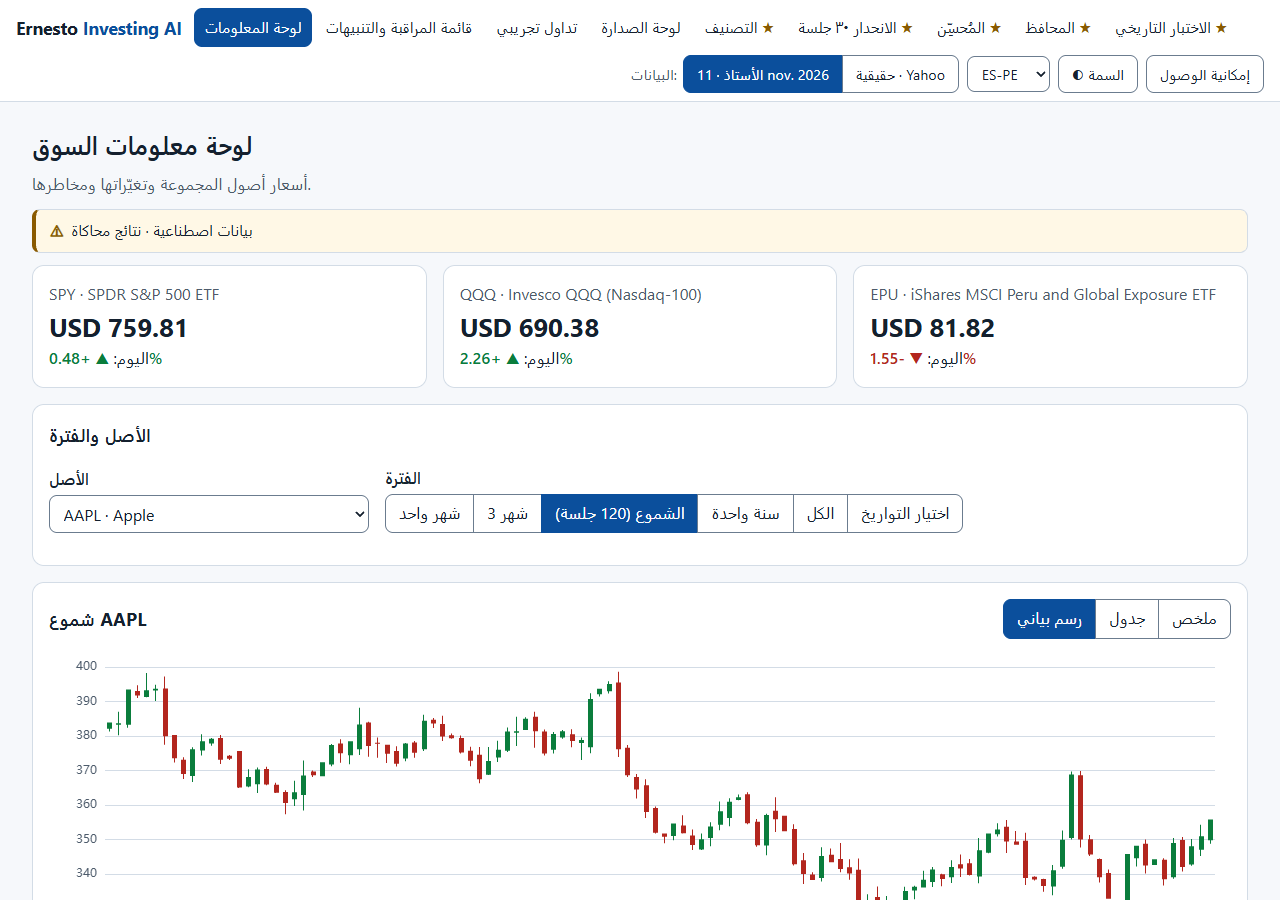 Ernesto Investing AI
لوحة المعلومات
قائمة المراقبة والتنبيهات
تداول تجريبي
لوحة الصدارة
التصنيف ★
الانحدار ٣٠ جلسة ★
المُحسِّن ★
المحافظ ★
الاختبار التاريخي ★
البيانات:
الأستاذ · 11 nov. 2026
Yahoo · حقيقية
ES-PE
السمة ◐
إمكانية الوصول
لوحة معلومات السوق
أسعار أصول المجموعة وتغيّراتها ومخاطرها.
⚠ بيانات اصطناعية · نتائج محاكاة
SPY · SPDR S&P 500 ETF
USD 759.81
اليوم: ▲ +0.48%
QQQ · Invesco QQQ (Nasdaq-100)
USD 690.38
اليوم: ▲ +2.26%
EPU · iShares MSCI Peru and Global Exposure ETF
USD 81.82
اليوم: ▼ -1.55%
الأصل والفترة
الأصل
AAPL · Apple
الفترة
شهر واحد
3 شهر
الشموع (120 جلسة)
سنة واحدة
الكل
اختيار التواريخ
شموع AAPL
رسم بياني
جدول
ملخص
400
390
380
370
360
350
340